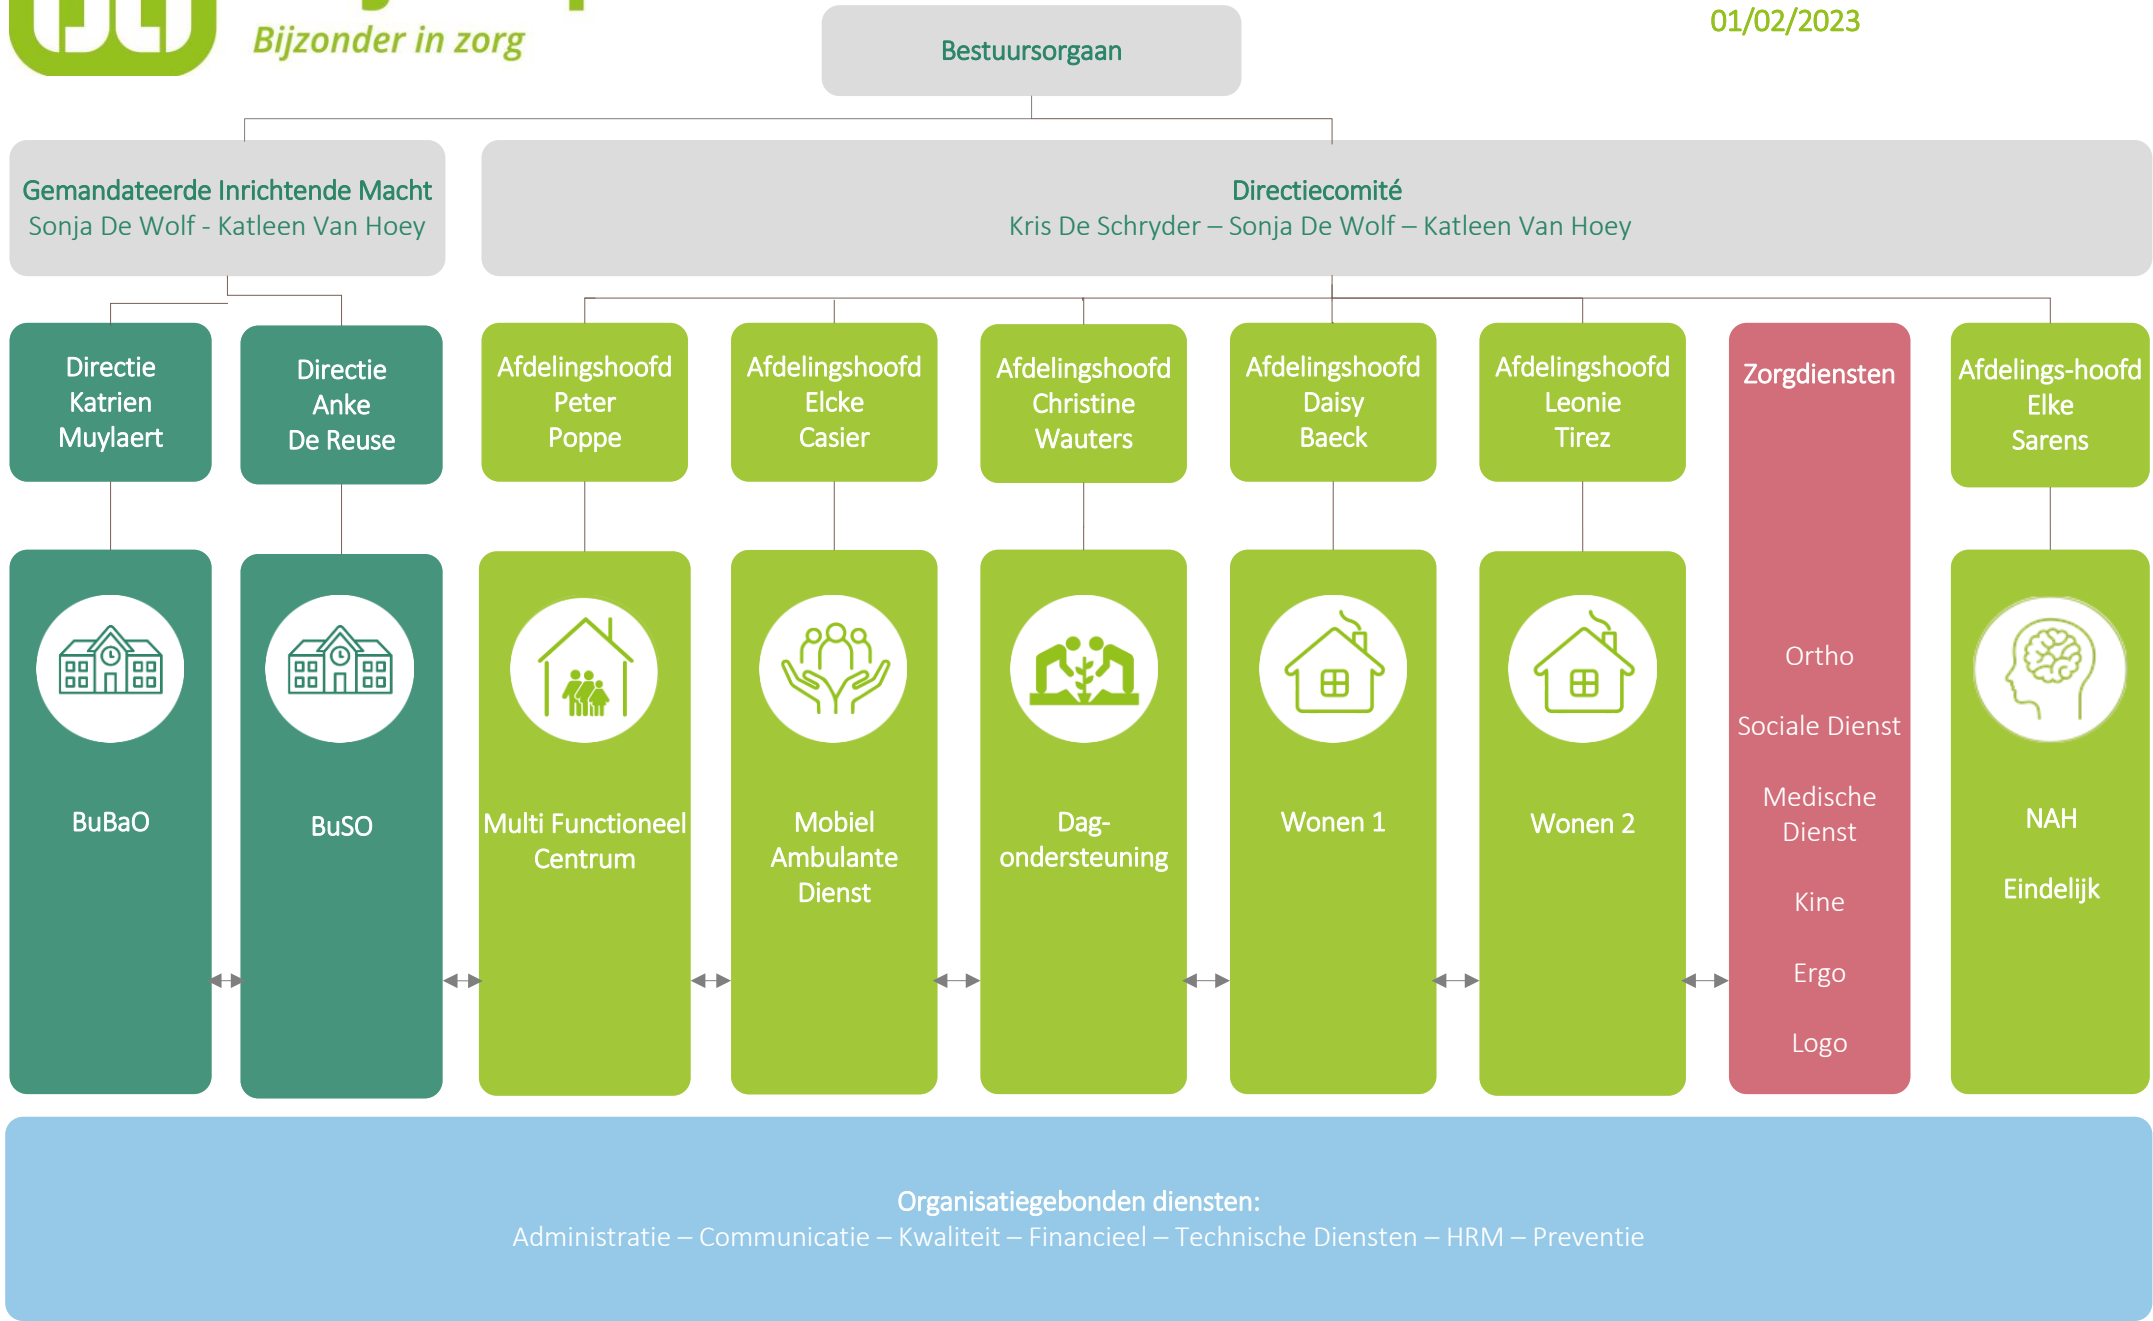 Bijzonder in zorg
01/02/2023
Bestuursorgaan
Gemandateerde Inrichtende Macht
Sonja De Wolf - Katleen Van Hoey
Directiecomité
Kris De Schryder – Sonja De Wolf – Katleen Van Hoey
Directie
Katrien
Muylaert
Directie
Anke
De Reuse
Afdelingshoofd
Peter
Poppe
Afdelingshoofd
Elcke
Casier
Afdelingshoofd
Christine
Wauters
Afdelingshoofd
Daisy
Baeck
Afdelingshoofd
Leonie
Tirez
Zorgdiensten
Afdelings-hoofd
Elke
Sarens
BuBaO
BuSO
Multi Functioneel
Centrum
Mobiel
Ambulante
Dienst
Dag-
ondersteuning
Wonen 1
Wonen 2
Ortho
Sociale Dienst
Medische
Dienst
Kine
Ergo
Logo
NAH
Eindelijk
Organisatiegebonden diensten:
Administratie – Communicatie – Kwaliteit – Financieel – Technische Diensten – HRM – Preventie